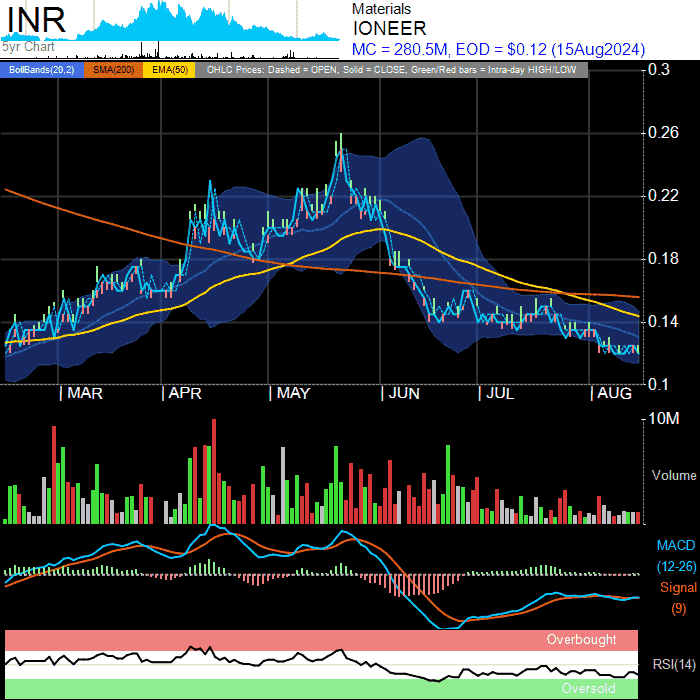 INR
5yr Chart
Materials
IONEER
MC = 280.5M, EOD = $0.12 (15Aug2024)
BollBands(20,2) SMA(200) EMA(50) OHLC Prices: Dashed = OPEN, Solid = CLOSE, Green/Red bars = Intra-day HIGH/LOW
0.3
0.26
0.22
0.18
0.14
0.1
MAR APR MAY JUN JUL AUG
10M
Volume
MACD
(12-26)
Signal
(9)
Overbought
RSI(14)
Oversold